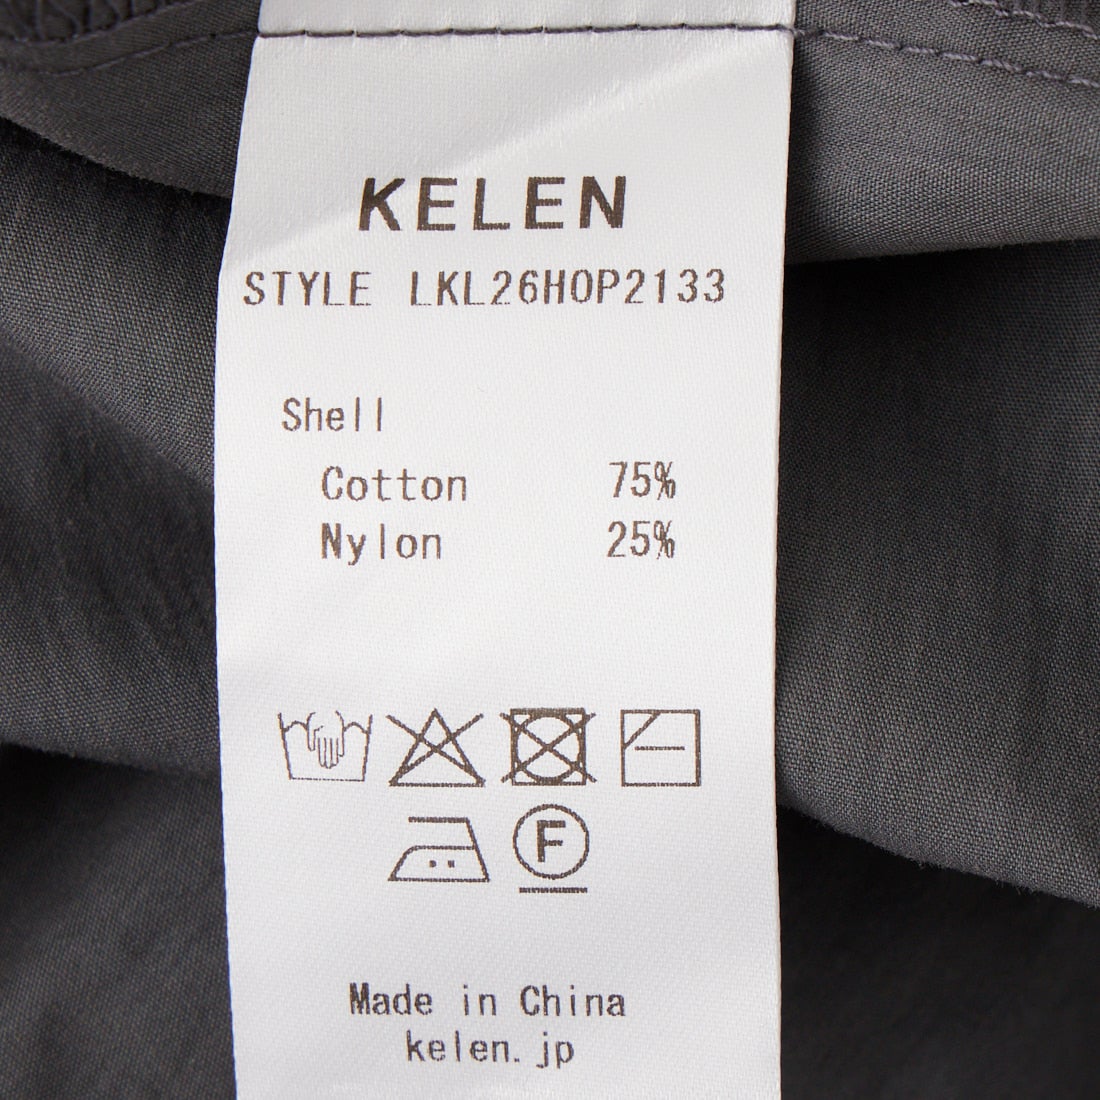 KELEN
STYLE LKL26HOP2133
Shell
Cotton 75%
Nylon 25%
F
Made in China
kelen.jp